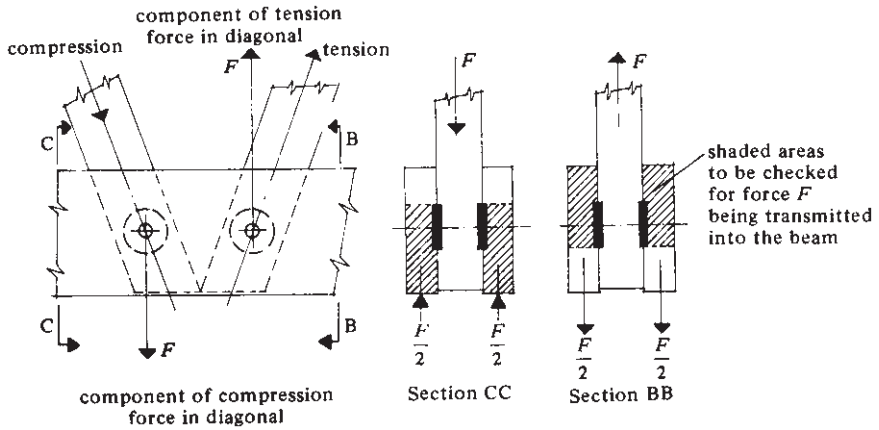 component of tension
force in diagonal
compression
F
tension
C
B
C
B
F
component of compression
force in diagonal
F
F
2
F
2
Section CC
F
F
2
F
2
Section BB
shaded areas
to be checked
for force F
being transmitted
into the beam